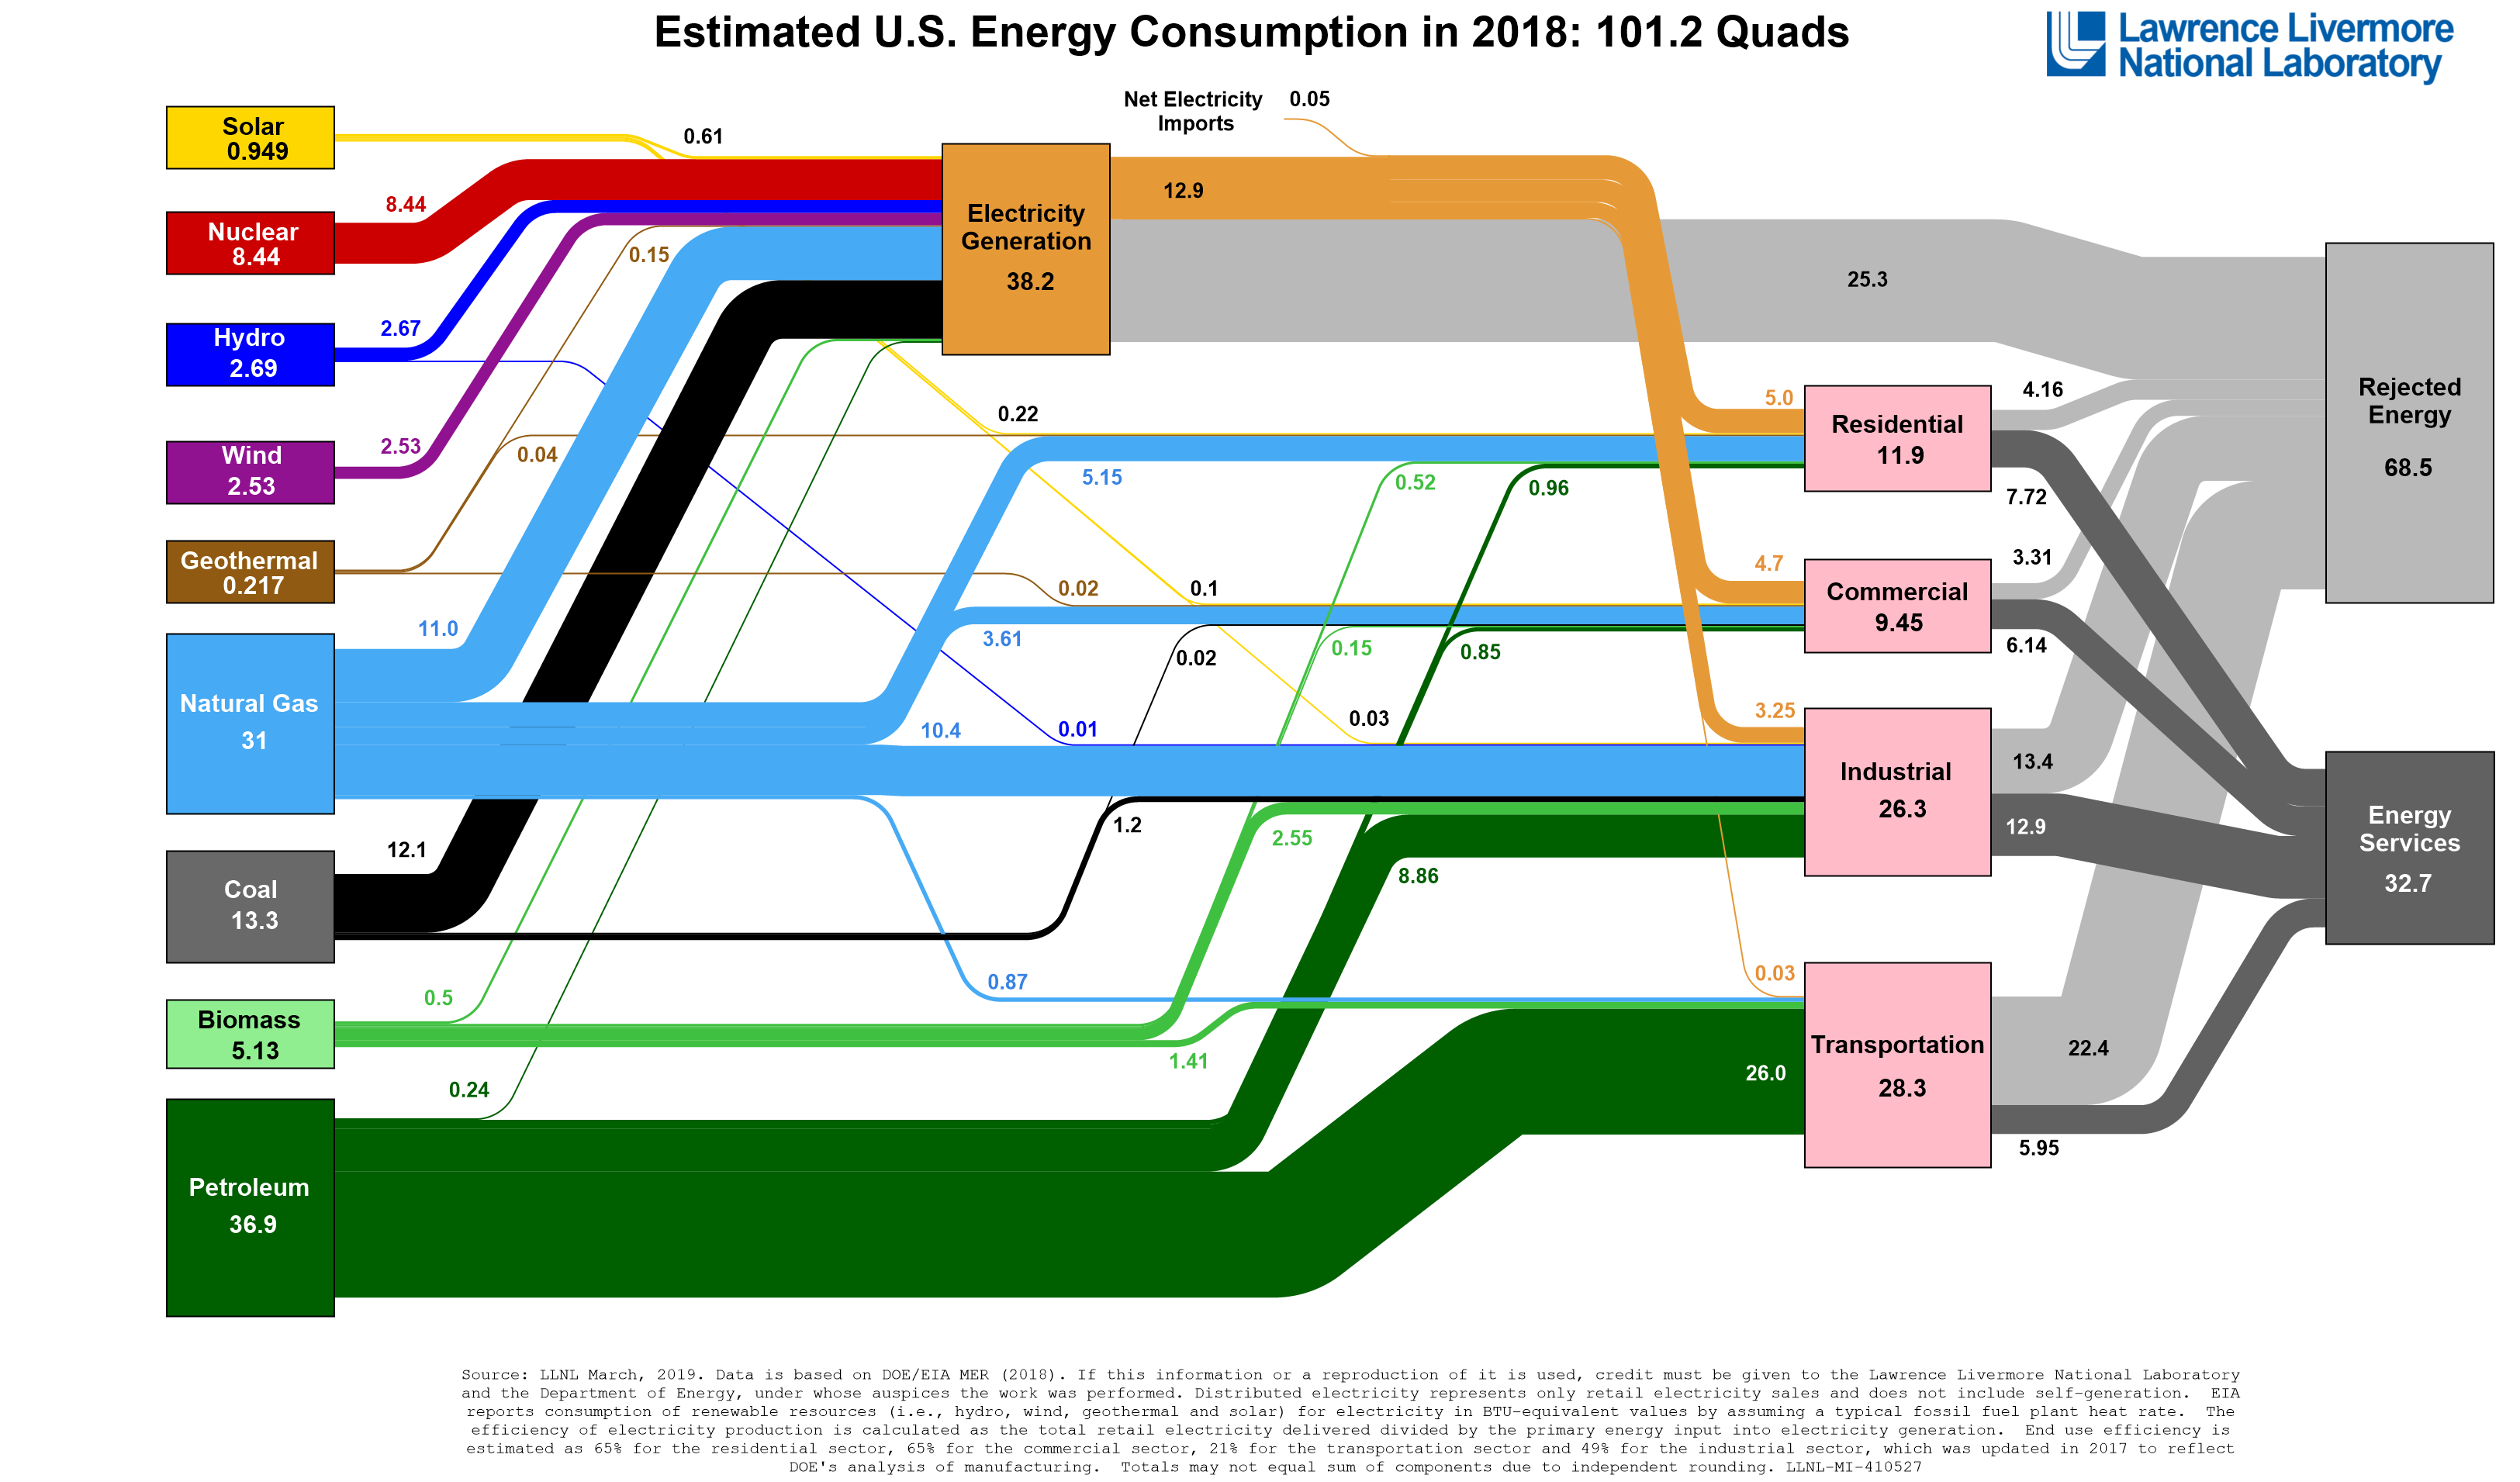 Estimated U.S. Energy Consumption in 2018: 101.2 Quads
Lawrence Livermore
National Laboratory
Net Electricity
Imports
0.05
Solar
0.949
0.61
Nuclear
8.44
8.44
Electricity
Generation
38.2
12.9
25.3
Hydro
2.69
2.67
0.15
Wind
2.53
2.53
0.04
0.22
5.15
0.52
0.96
5.0
Residential
11.9
4.16
7.72
Rejected
Energy
68.5
Geothermal
0.217
0.02
0.1
4.7
Commercial
9.45
3.31
6.14
Natural Gas
31
11.0
3.61
0.02
0.15
0.85
10.4
0.01
0.03
3.25
Industrial
26.3
13.4
12.9
Energy
Services
32.7
Coal
13.3
12.1
1.2
2.55
8.86
Biomass
5.13
0.5
0.87
1.41
0.03
Transportation
28.3
26.0
22.4
5.95
Petroleum
36.9
0.24
Source: LLNL March, 2019. Data is based on DOE/EIA MER (2018). If this information or a reproduction of it is used, credit must be given to the Lawrence Livermore National Laboratory
and the Department of Energy, under whose auspices the work was performed. Distributed electricity represents only retail electricity sales and does not include self-generation.  EIA
reports consumption of renewable resources (i.e., hydro, wind, geothermal and solar) for electricity in BTU-equivalent values by assuming a typical fossil fuel plant heat rate.  The
efficiency of electricity production is calculated as the total retail electricity delivered divided by the primary energy input into electricity generation.  End use efficiency is
estimated as 65% for the residential sector, 65% for the commercial sector, 21% for the transportation sector and 49% for the industrial sector, which was updated in 2017 to reflect
DOE's analysis of manufacturing.  Totals may not equal sum of components due to independent rounding. LLNL-MI-410527